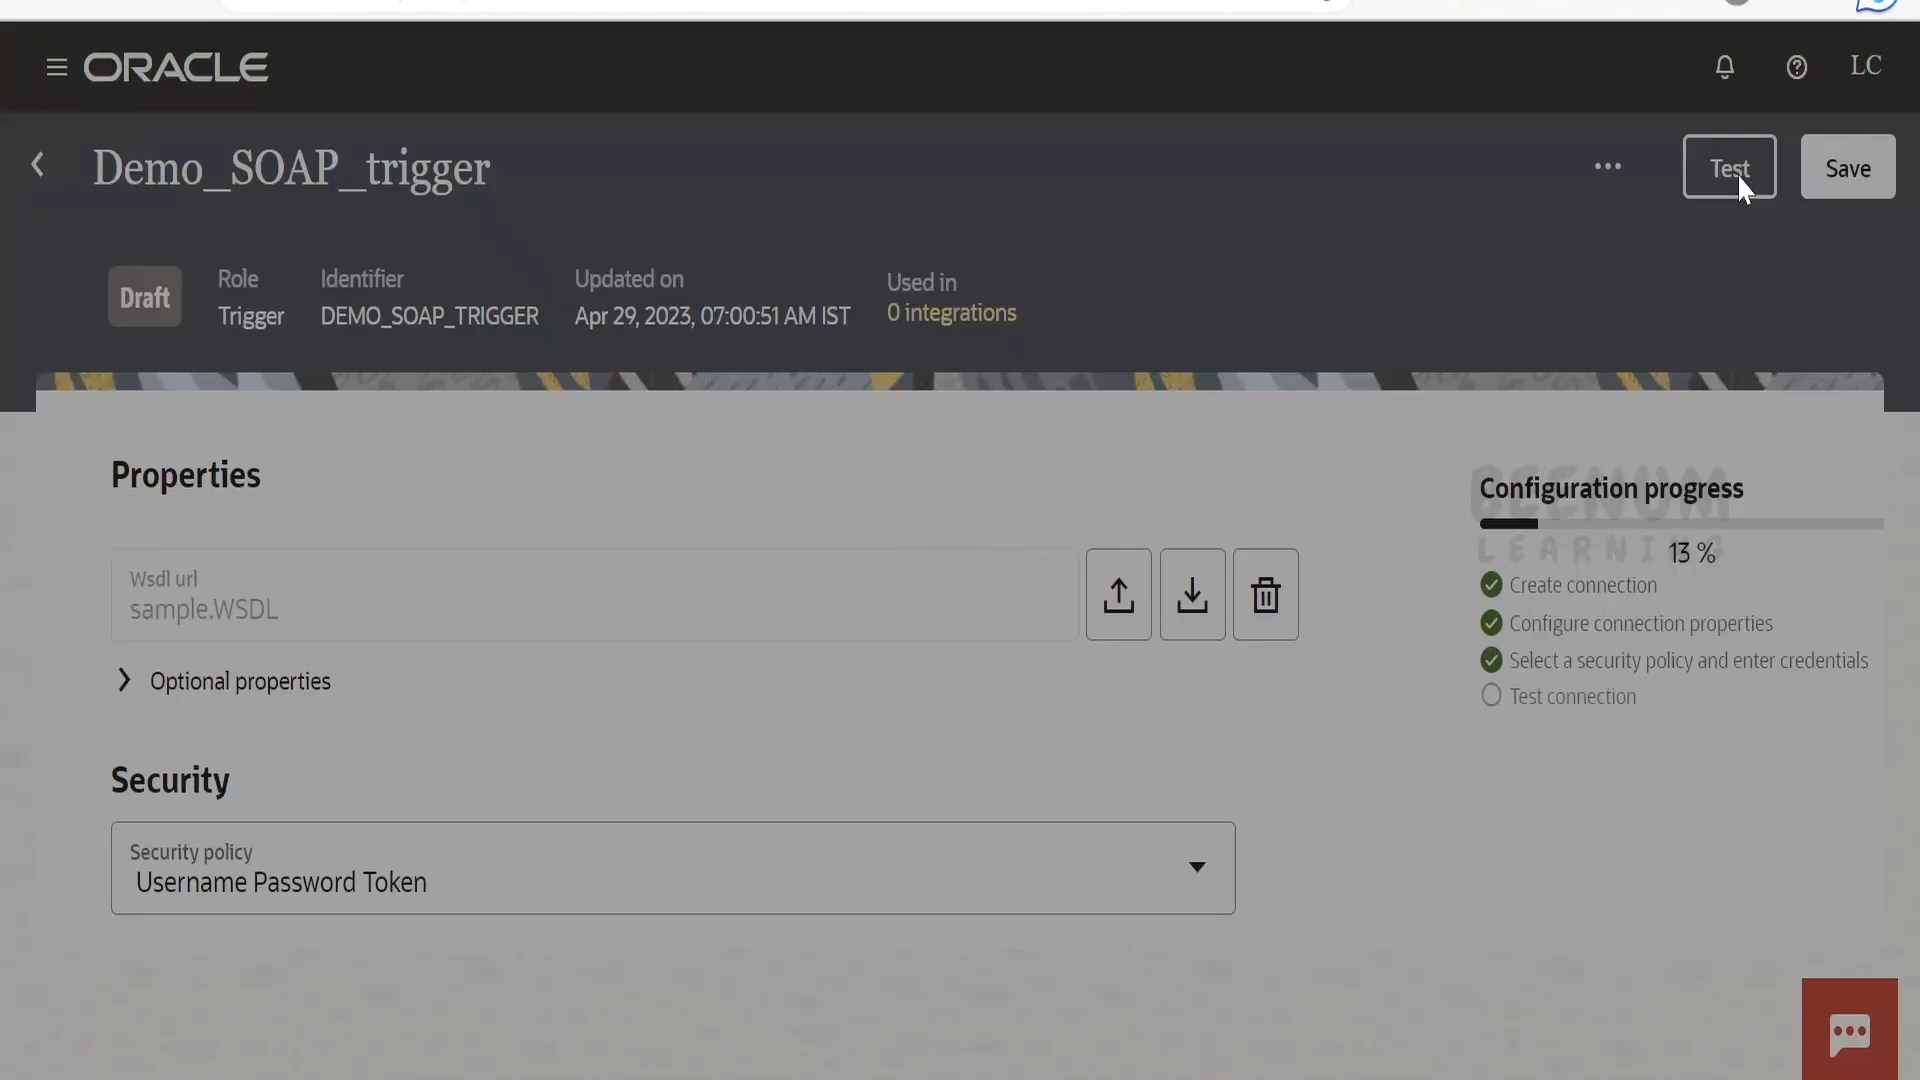 ORACLE
LC
Demo_SOAP_trigger
Test
Save
Draft
Role
Trigger
Identifier
DEMO_SOAP_TRIGGER
Updated on
Apr 29, 2023, 07:00:51 AM IST
Used in
0 integrations
Properties
Wsdl url
sample.WSDL
Optional properties
Security
Security policy
Username Password Token
BEENUM
LEARNING
Configuration progress
13 %
Create connection
Configure connection properties
Select a security policy and enter credentials
Test connection